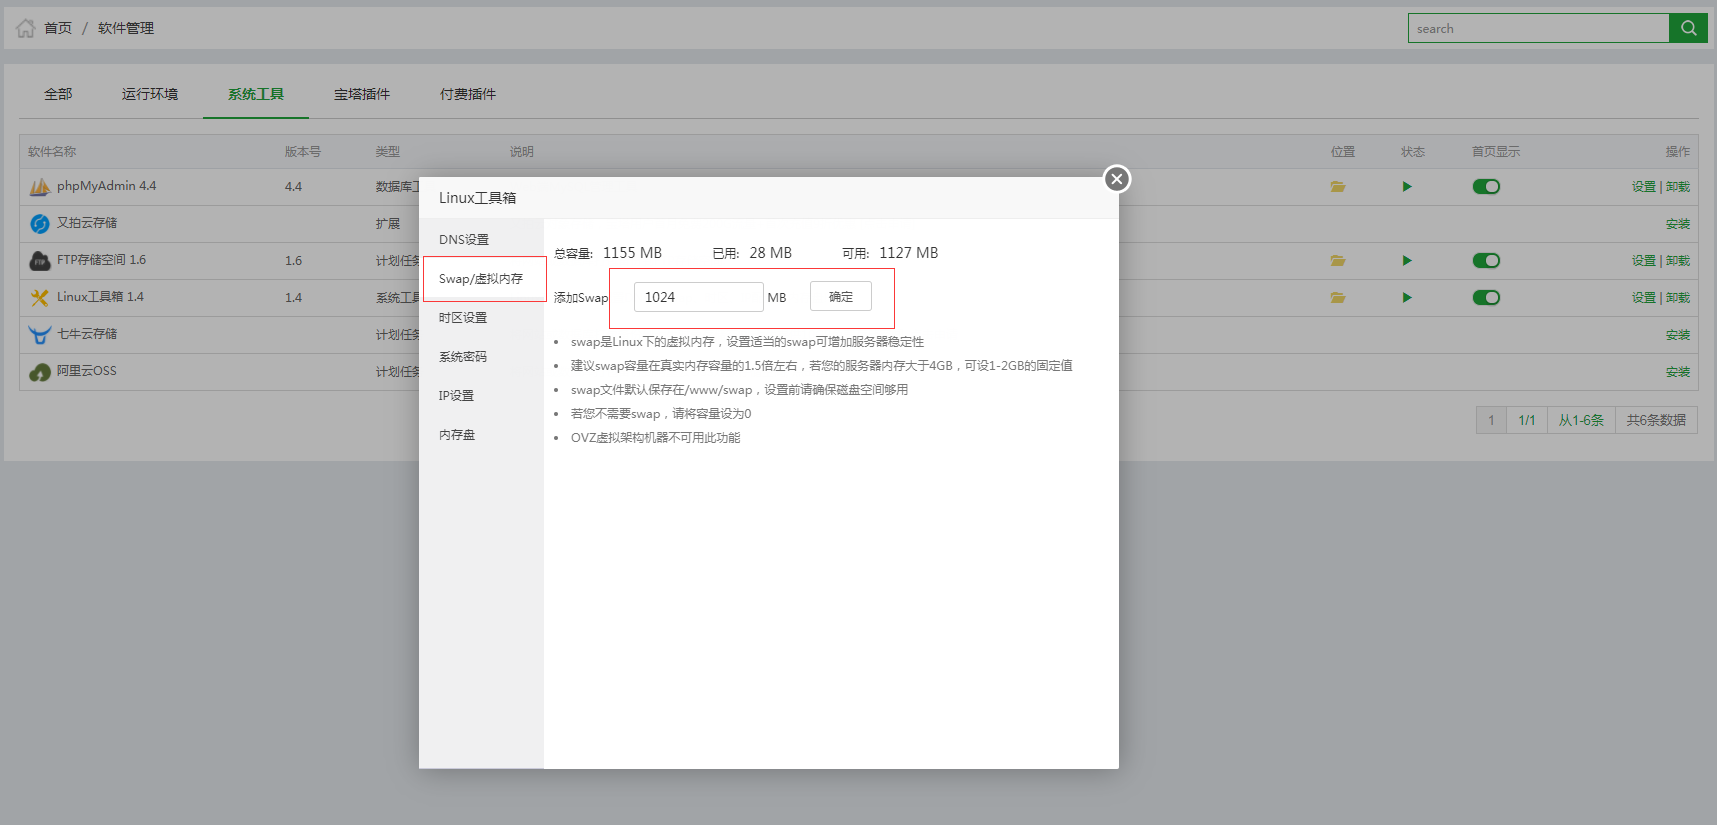 首页 / 软件管理
search
全部 运行环境 系统工具 宝塔插件 付费插件
软件名称 版本号 类型 说明 位置 状态 首页显示 操作
phpMyAdmin 4.4 4.4 数据库工 设置 | 卸载
又拍云存储 扩展 安装
FTP存储空间 1.6 1.6 计划任务 设置 | 卸载
Linux工具箱 1.4 1.4 系统工具 设置 | 卸载
七牛云存储 计划任务 安装
阿里云OSS 计划任务 安装
1 1/1 从1-6条 共6条数据
Linux工具箱
DNS设置
Swap/虚拟内存
时区设置
系统密码
IP设置
内存盘
总容量: 1155 MB 已用: 28 MB 可用: 1127 MB
添加Swap 1024 MB 确定
swap是Linux下的虚拟内存，设置适当的swap可增加服务器稳定性
建议swap容量在真实内存容量的1.5倍左右，若您的服务器内存大于4GB，可设1-2GB的固定值
swap文件默认保存在/www/swap，设置前请确保磁盘空间够用
若您不需要swap，请将容量设为0
OVZ虚拟架构机器不可用此功能